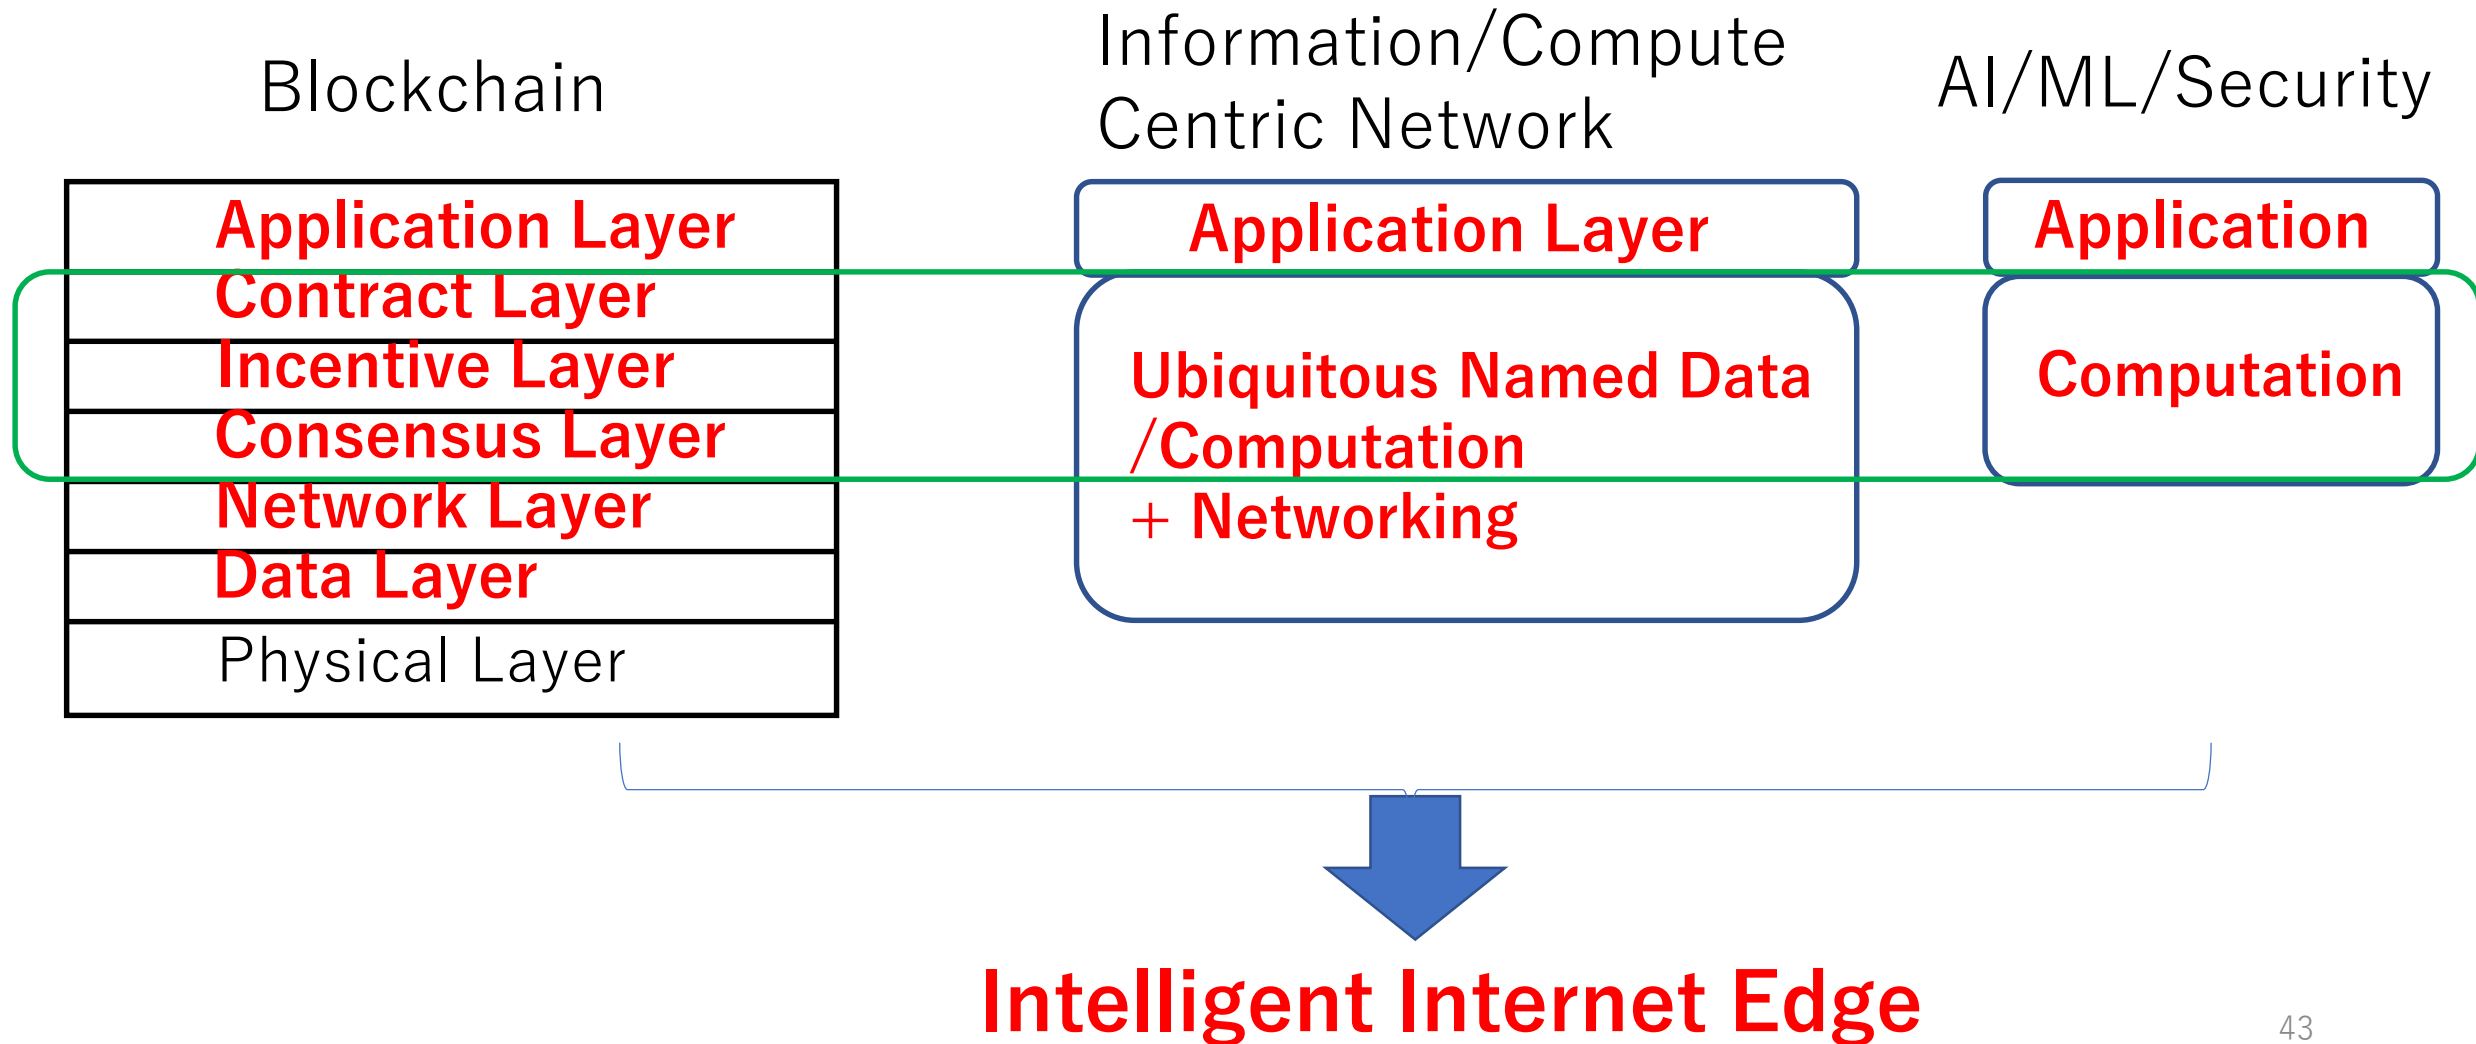 Blockchain
Information/Compute
Centric Network
AI/ML/Security
Application Layer
Contract Layer
Incentive Layer
Consensus Layer
Network Layer
Data Layer
Physical Layer
Application Layer
Ubiquitous Named Data
/Computation
+ Networking
Application
Computation
Intelligent Internet Edge
43